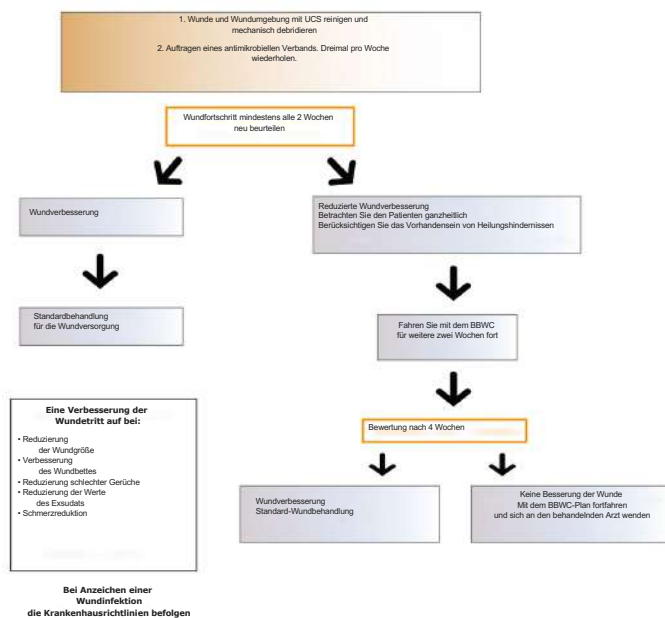 1. Wunde und Wundumgebung mit UCS reinigen und
mechanisch debridieren
2. Auftragen eines antimikrobiellen Verbands. Dreimal pro Woche
wiederholen.
Wundfortschritt mindestens alle 2 Wochen
neu beurteilen
Wundverbesserung
Reduzierte Wundverbesserung
Betrachten Sie den Patienten ganzheitlich
Berücksichtigen Sie das Vorhandensein von Heilungshindernissen
Standardbehandlung
für die Wundversorgung
Fahren Sie mit dem BBWC
für weitere zwei Wochen fort
Eine Verbesserung der
Wundetritt auf bei:
• Reduzierung
der Wundgröße
• Verbesserung
des Wundbettes
• Reduzierung schlechter Gerüche
• Reduzierung der Werte
des Exsudats
• Schmerzreduktion
Bewertung nach 4 Wochen
Wundverbesserung
Standard-Wundbehandlung
Keine Besserung der Wunde
Mit dem BBWC-Plan fortfahren
und sich an den behandelnden Arzt wenden
Bei Anzeichen einer
Wundinfektion
die Krankenhausrichtlinien befolgen